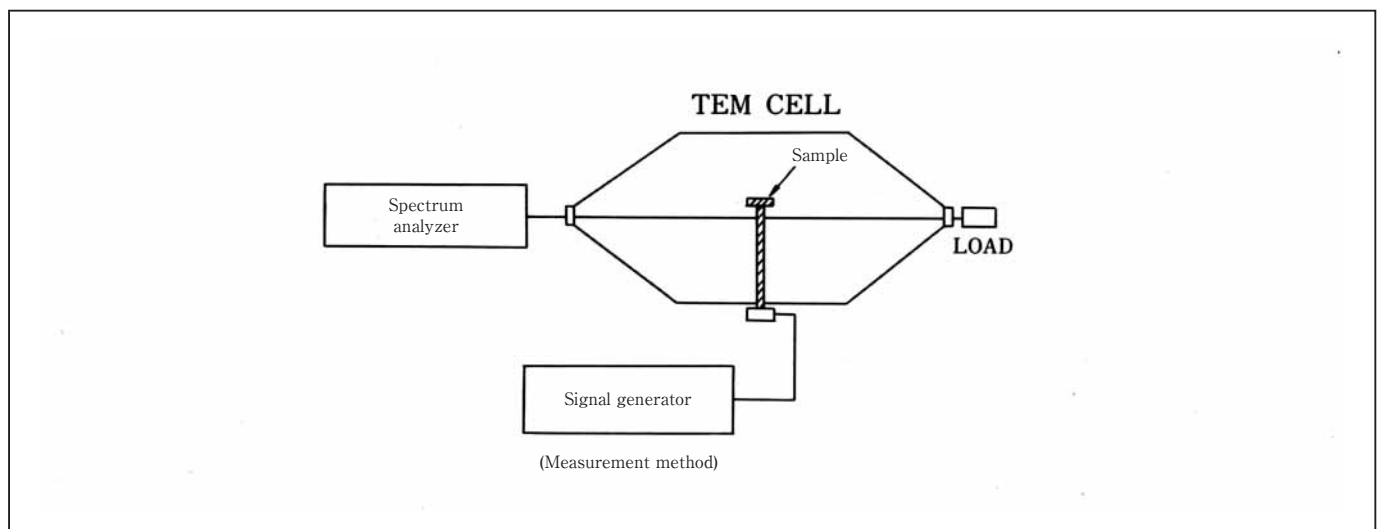 TEM CELL
Sample
Spectrum
analyzer
LOAD
Signal generator
(Measurement method)